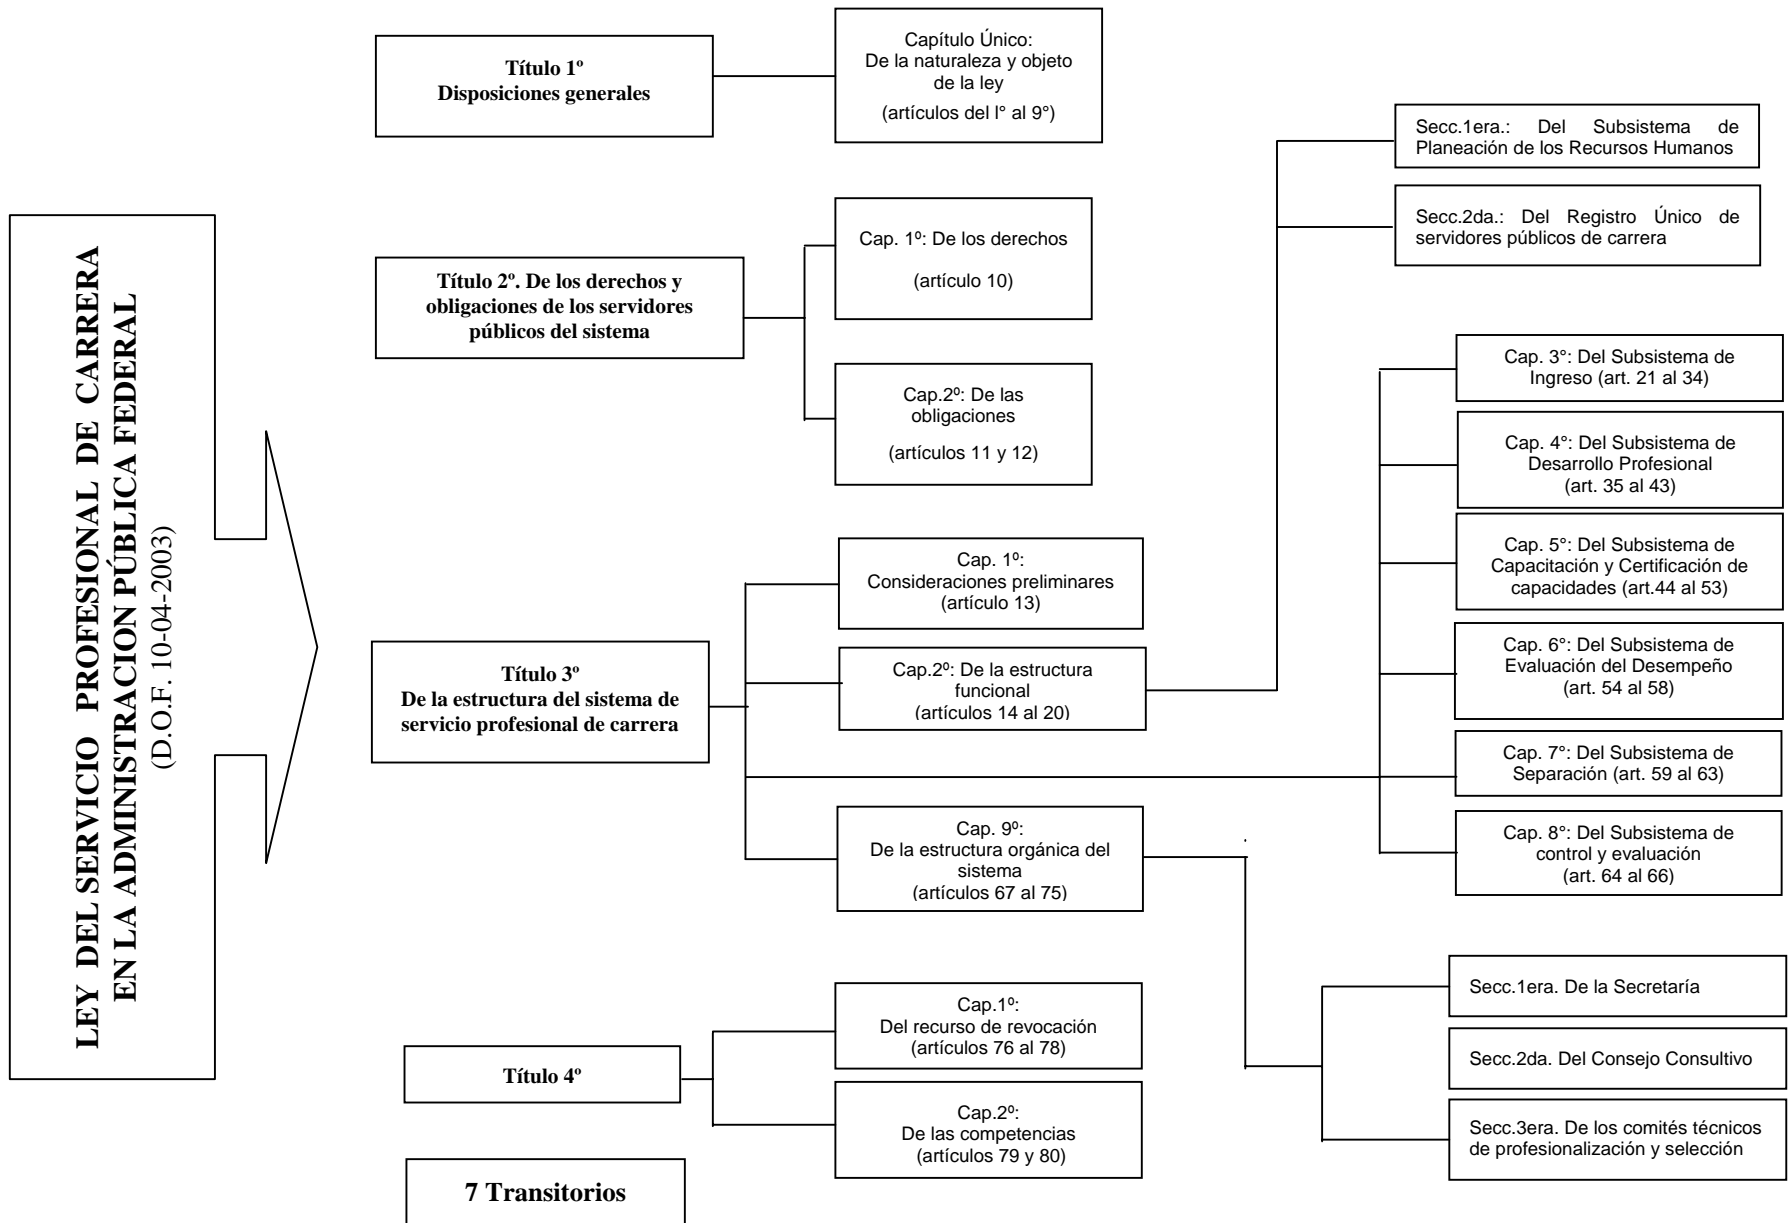 LEY DEL SERVICIO PROFESIONAL DE CARRERA
EN LA ADMINISTRACION PÚBLICA FEDERAL
(D.O.F. 10-04-2003)
Título 1º
Disposiciones generales
Capítulo Único:
De la naturaleza y objeto
de la ley
(artículos del l° al 9°)
Título 2º. De los derechos y
obligaciones de los servidores
públicos del sistema
Cap. 1º: De los derechos
(artículo 10)
Cap.2º: De las
obligaciones
(artículos 11 y 12)
Título 3º
De la estructura del sistema de
servicio profesional de carrera
Cap. 1º:
Consideraciones preliminares
(artículo 13)
Cap.2º: De la estructura
funcional
(artículos 14 al 20)
Secc.1era.: Del Subsistema de
Planeación de los Recursos Humanos
Secc.2da.: Del Registro Único de
servidores públicos de carrera
Cap. 3°: Del Subsistema de
Ingreso (art. 21 al 34)
Cap. 4°: Del Subsistema de
Desarrollo Profesional
(art. 35 al 43)
Cap. 5°: Del Subsistema de
Capacitación y Certificación de
capacidades (art.44 al 53)
Cap. 6°: Del Subsistema de
Evaluación del Desempeño
(art. 54 al 58)
Cap. 7°: Del Subsistema de
Separación (art. 59 al 63)
Cap. 8°: Del Subsistema de
control y evaluación
(art. 64 al 66)
Cap. 9º:
De la estructura orgánica del
sistema
(artículos 67 al 75)
Secc.1era. De la Secretaría
Secc.2da. Del Consejo Consultivo
Secc.3era. De los comités técnicos
de profesionalización y selección
Título 4º
Cap.1º:
Del recurso de revocación
(artículos 76 al 78)
Cap.2º:
De las competencias
(artículos 79 y 80)
7 Transitorios